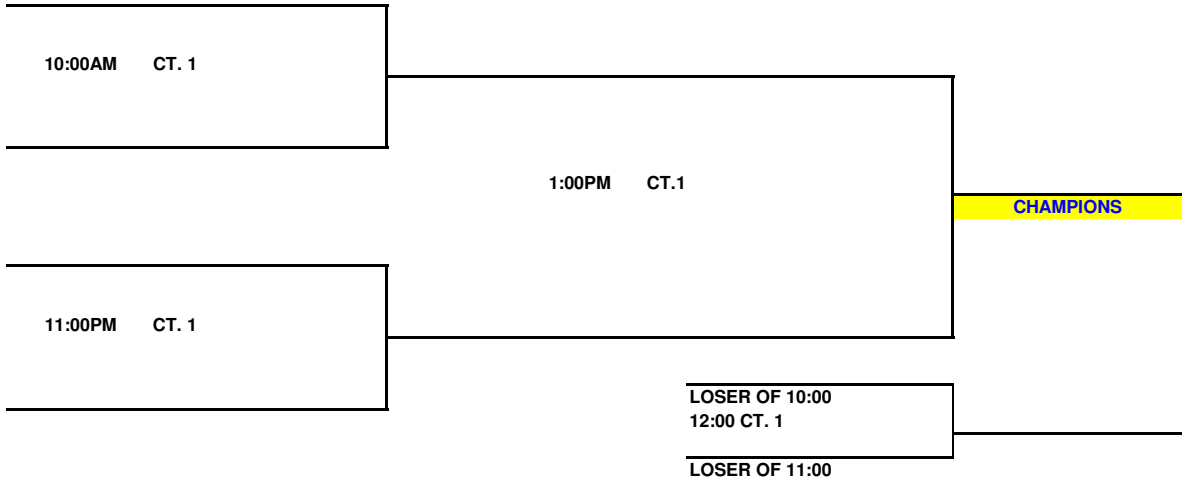 10:00AM CT. 1
1:00PM CT.1
CHAMPIONS
11:00PM CT. 1
LOSER OF 10:00
12:00 CT. 1
LOSER OF 11:00